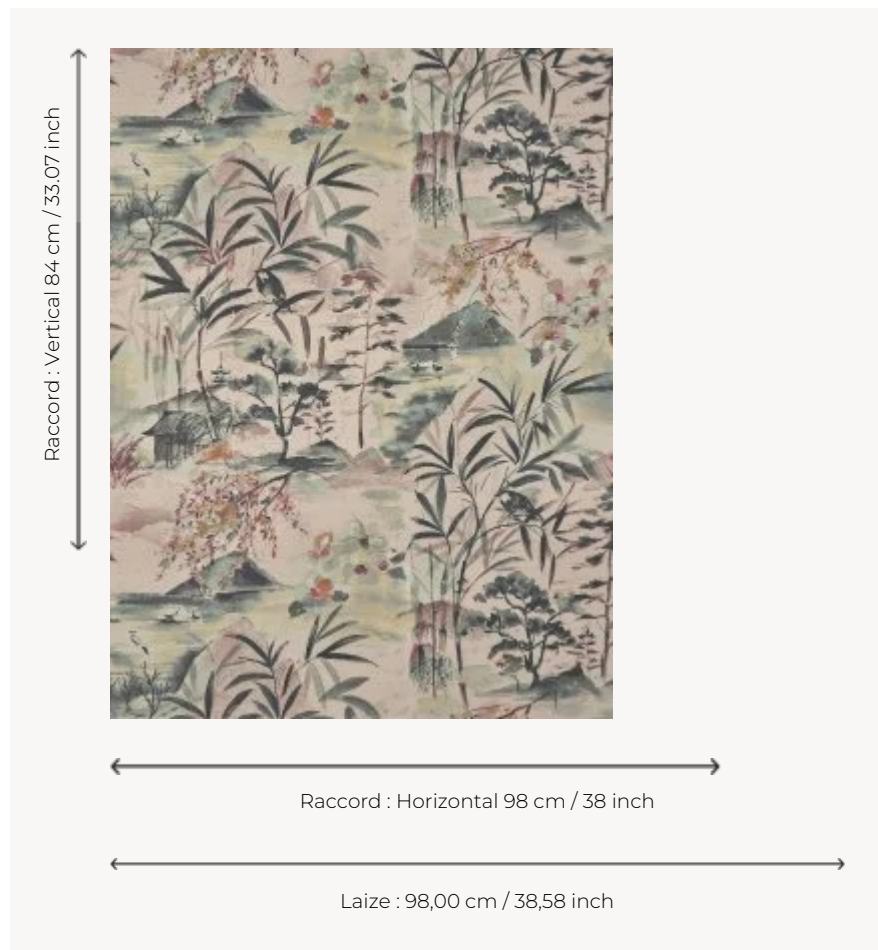 Raccord : Vertical 84 cm / 33.07 inch
Raccord : Horizontal 98 cm / 38 inch
Laize : 98,00 cm / 38,58 inch